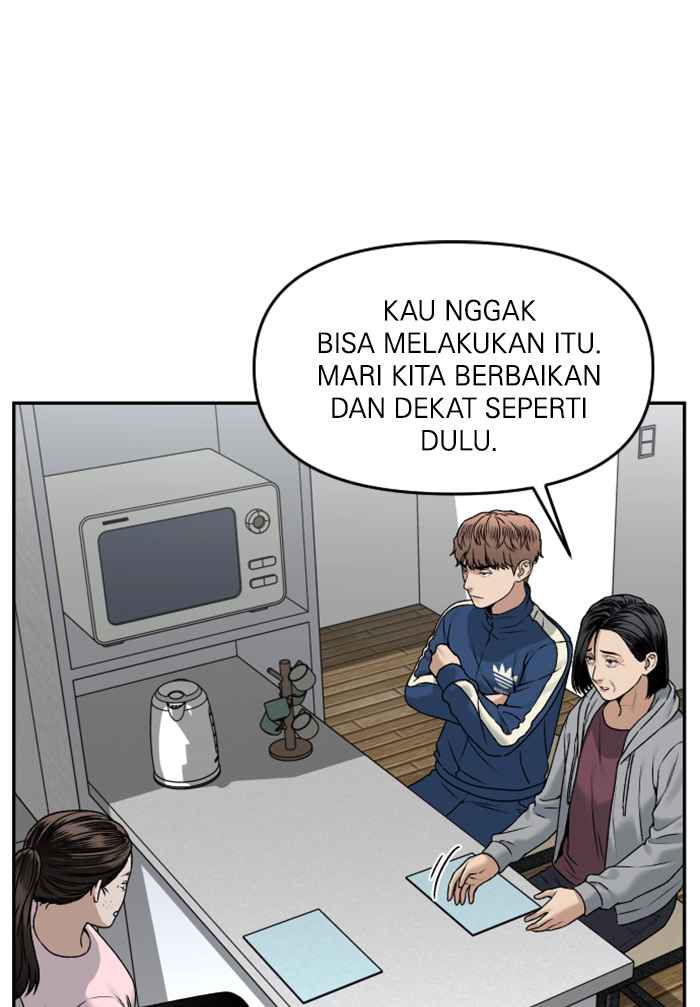 KAU NGGAK
BISA MELAKUKAN ITU.
MARI KITA BERBAIKAN
DAN DEKAT SEPERTI
DULU.